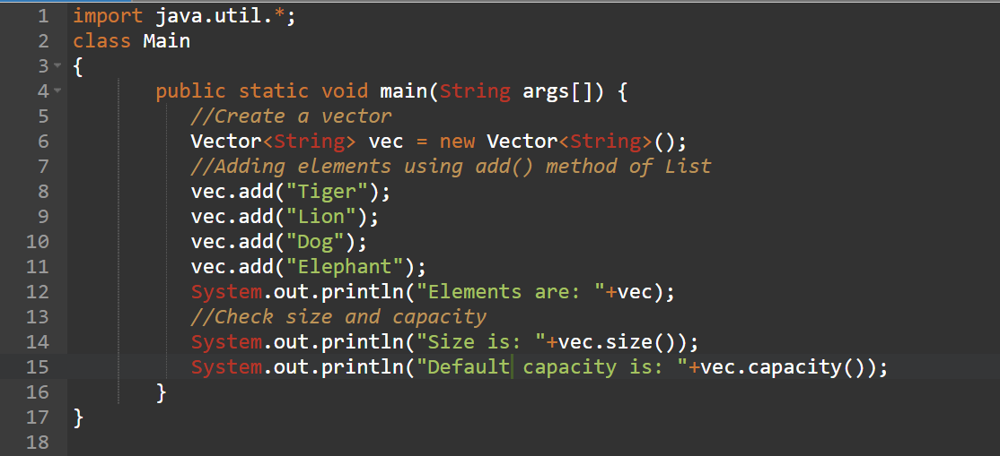 1 import java.util.*;
2 class Main
3 {
4 public static void main(String args[]) {
5 //Create a vector
6 Vector<String> vec = new Vector<String>();
7 //Adding elements using add() method of List
8 vec.add("Tiger");
9 vec.add("Lion");
10 vec.add("Dog");
11 vec.add("Elephant");
12 System.out.println("Elements are: "+vec);
13 //Check size and capacity
14 System.out.println("Size is: "+vec.size());
15 System.out.println("Default capacity is: "+vec.capacity());
16 }
17 }
18